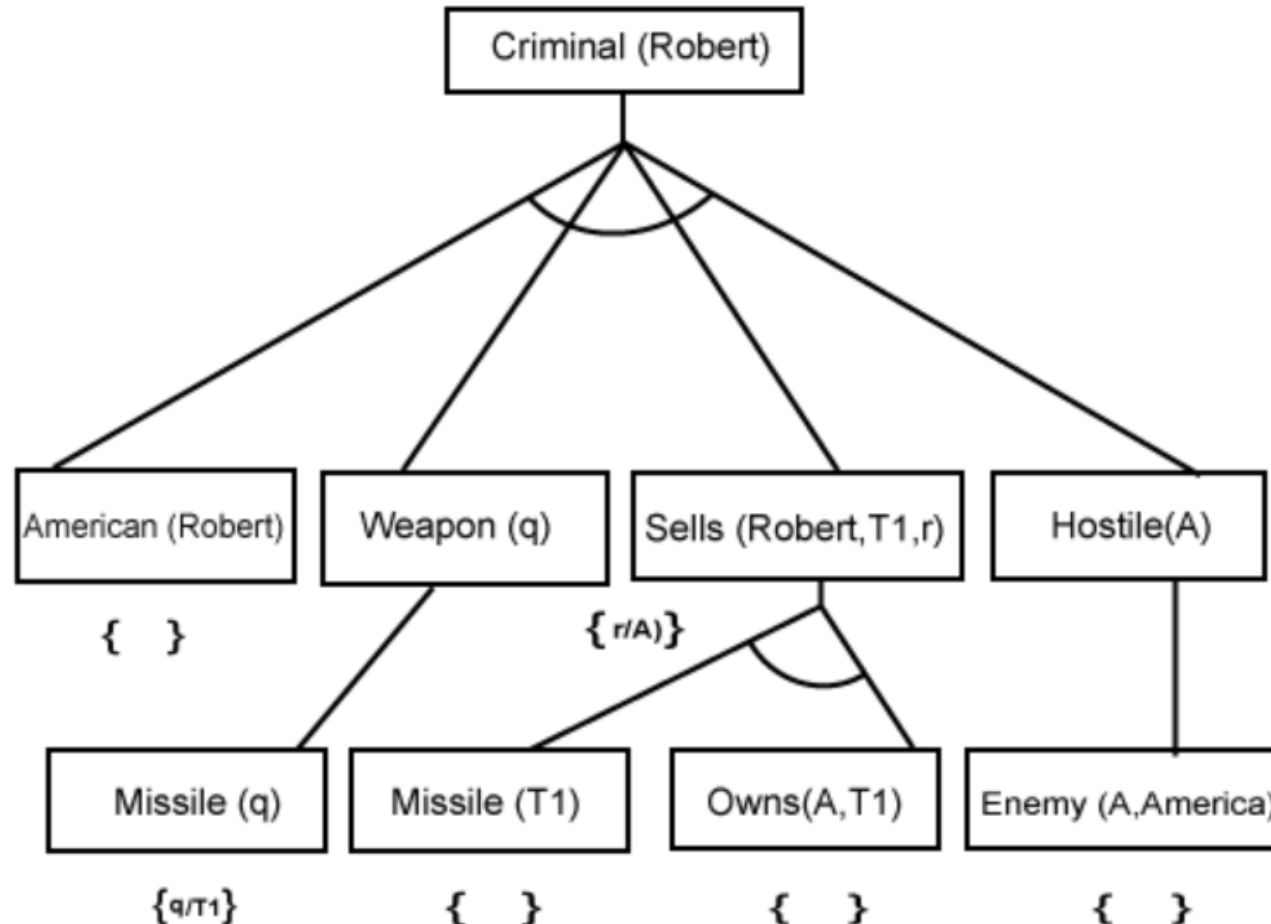 Criminal (Robert)
American (Robert)
Weapon (q)
Sells (Robert,T1,r)
Hostile(A)
{ }
{ r/A)}
Missile (q)
Missile (T1)
Owns(A,T1)
Enemy (A,America)
{q/T1}
{ }
{ }
{ }